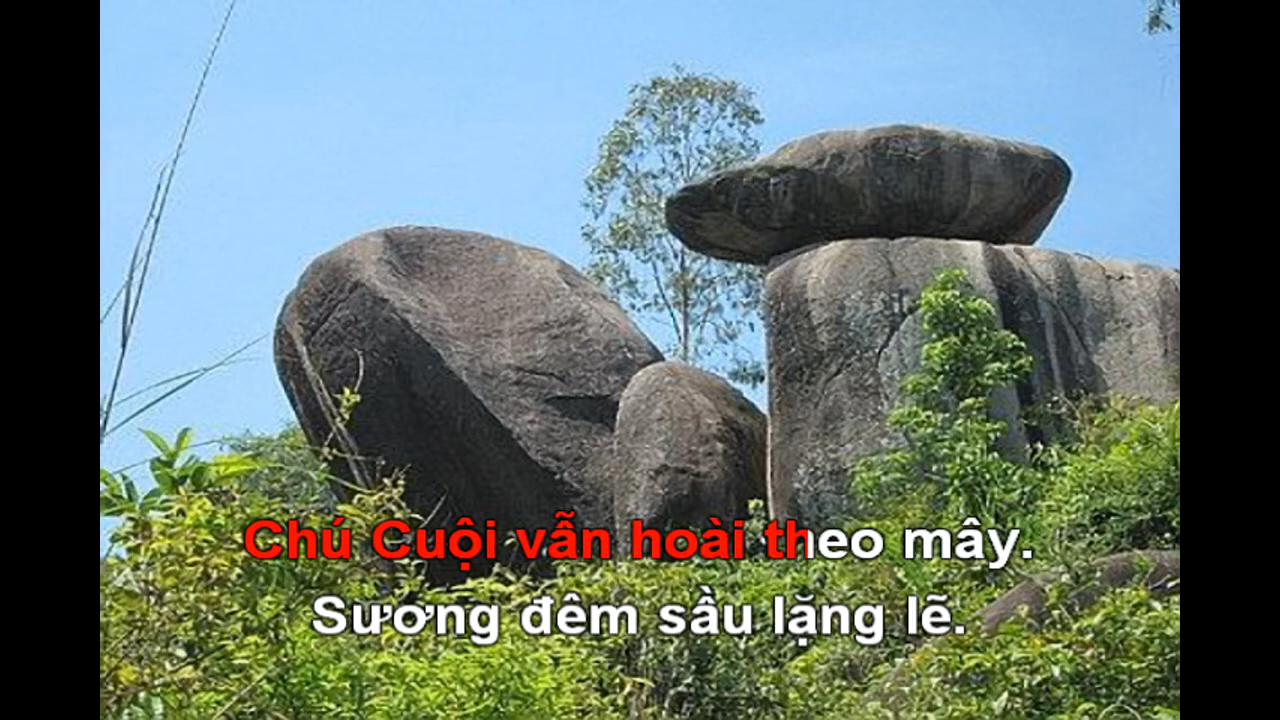 Chú Cuội vẫn hoài theo mây.
Sương đêm sầu lặng lẽ.